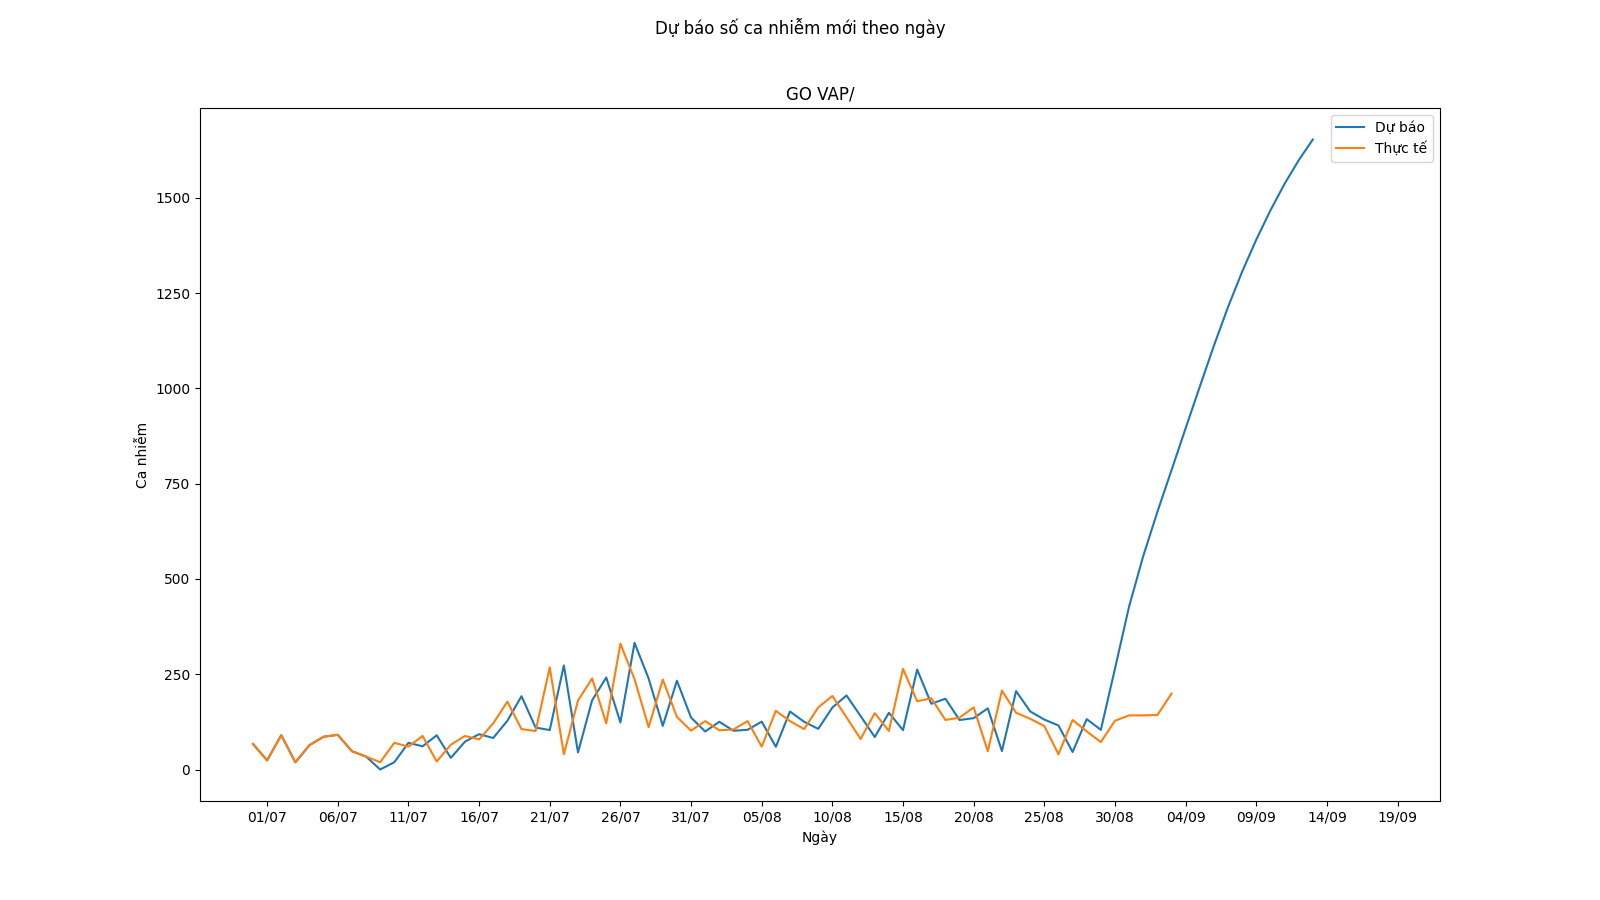 Dự báo số ca nhiễm mới theo ngày
GO VAP/
Dự báo
Thực tế
1500
1250
1000
750
500
250
0
Ca nhiễm
01/07 06/07 11/07 16/07 21/07 26/07 31/07 05/08 10/08 15/08 20/08 25/08 30/08 04/09 09/09 14/09 19/09
Ngày